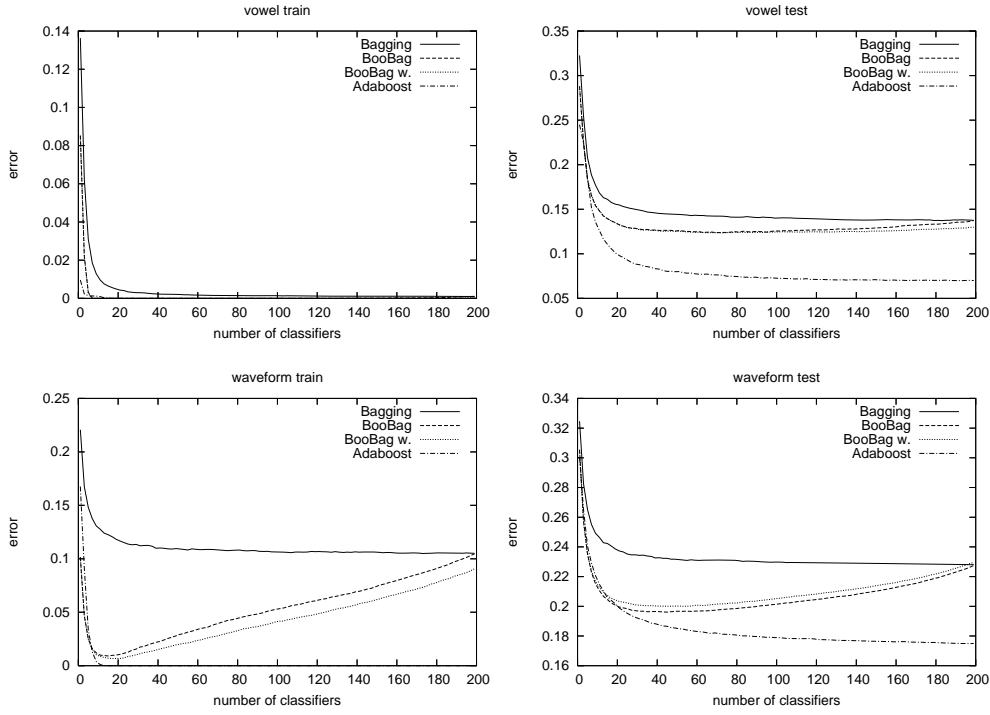 vowel train
0.14
0.12
0.1
0.08
0.06
0.04
0.02
0
error
0 20 40 60 80 100 120 140 160 180 200
number of classifiers
Bagging
BooBag
BooBag w.
Adaboost
vowel test
0.35
0.3
0.25
0.2
0.15
0.1
0.05
error
0 20 40 60 80 100 120 140 160 180 200
number of classifiers
Bagging
BooBag
BooBag w.
Adaboost
waveform train
0.25
0.2
0.15
0.1
0.05
0
error
0 20 40 60 80 100 120 140 160 180 200
number of classifiers
Bagging
BooBag
BooBag w.
Adaboost
waveform test
0.34
0.32
0.3
0.28
0.26
0.24
0.22
0.2
0.18
0.16
error
0 20 40 60 80 100 120 140 160 180 200
number of classifiers
Bagging
BooBag
BooBag w.
Adaboost